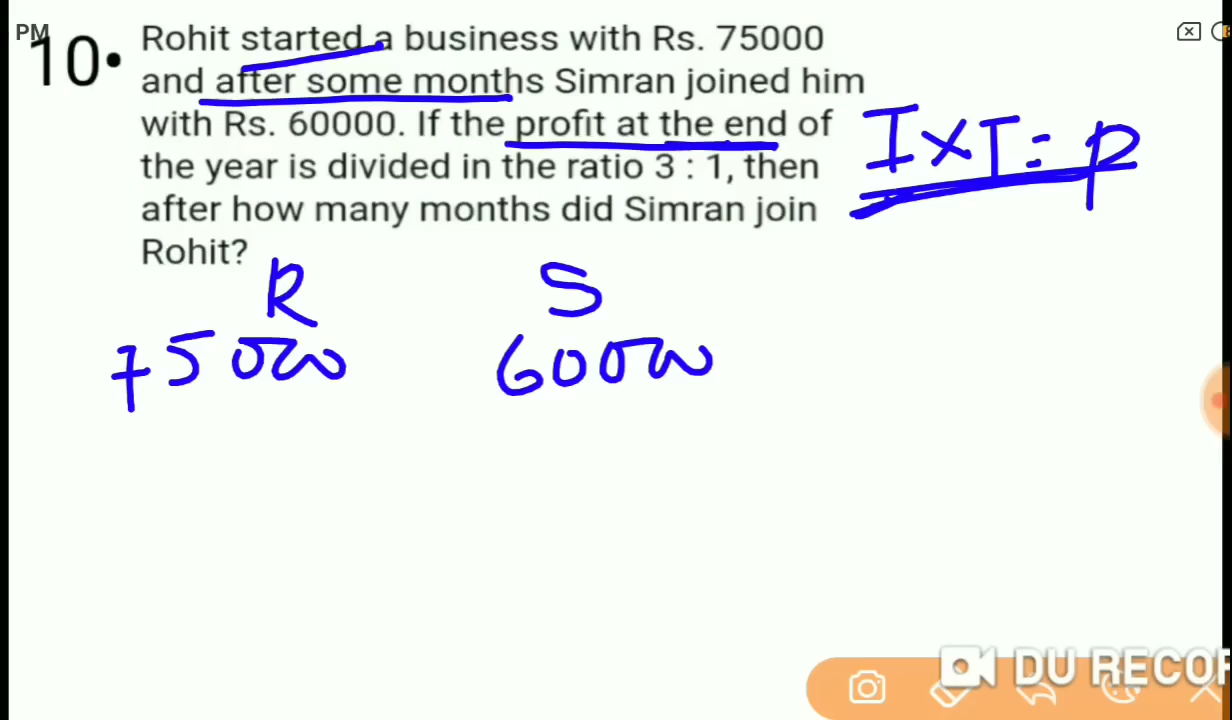 PM
10• Rohit started a business with Rs. 75000
and after some months Simran joined him
with Rs. 60000. If the profit at the end of
the year is divided in the ratio 3 : 1, then
after how many months did Simran join
Rohit?
I×T=P
R S
75000 60000
DU RECOR